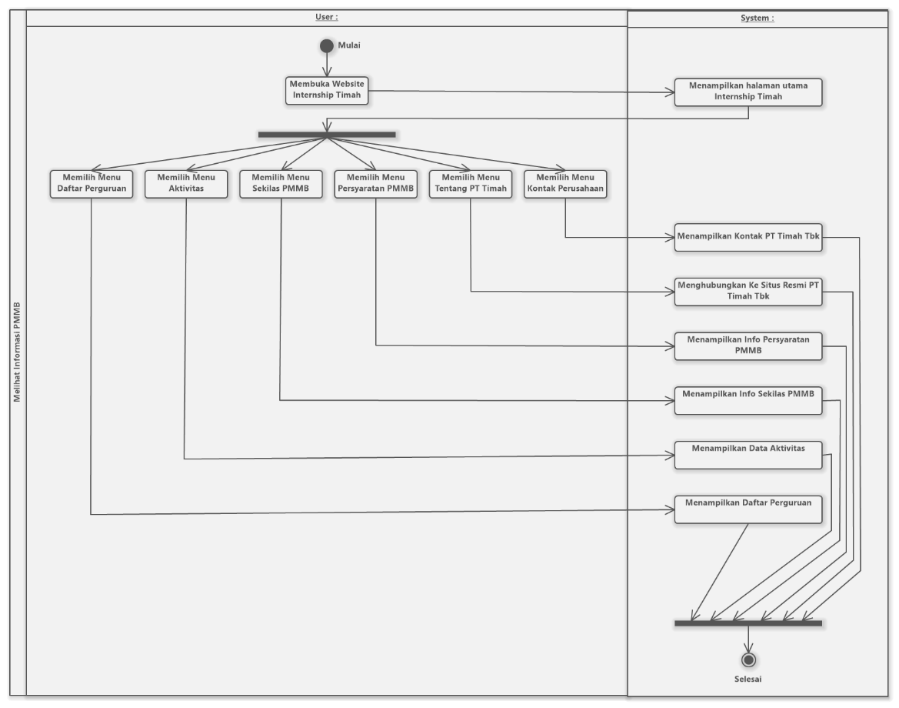 User :
System :
Mulai
Membuka Website
Internship Timah
Menampilkan halaman utama
Internship Timah
Memilih Menu
Daftar Perguruan
Memilih Menu
Aktivitas
Memilih Menu
Sekilas PMMB
Memilih Menu
Persyaratan PMMB
Memilih Menu
Tentang PT Timah
Memilih Menu
Kontak Perusahaan
Menampilkan Kontak PT Timah Tbk
Menghubungkan Ke Situs Resmi PT
Timah Tbk
Menampilkan Info Persyaratan
PMMB
Melihat Informasi PMMB
Menampilkan Info Sekilas PMMB
Menampilkan Data Aktivitas
Menampilkan Daftar Perguruan
Selesai